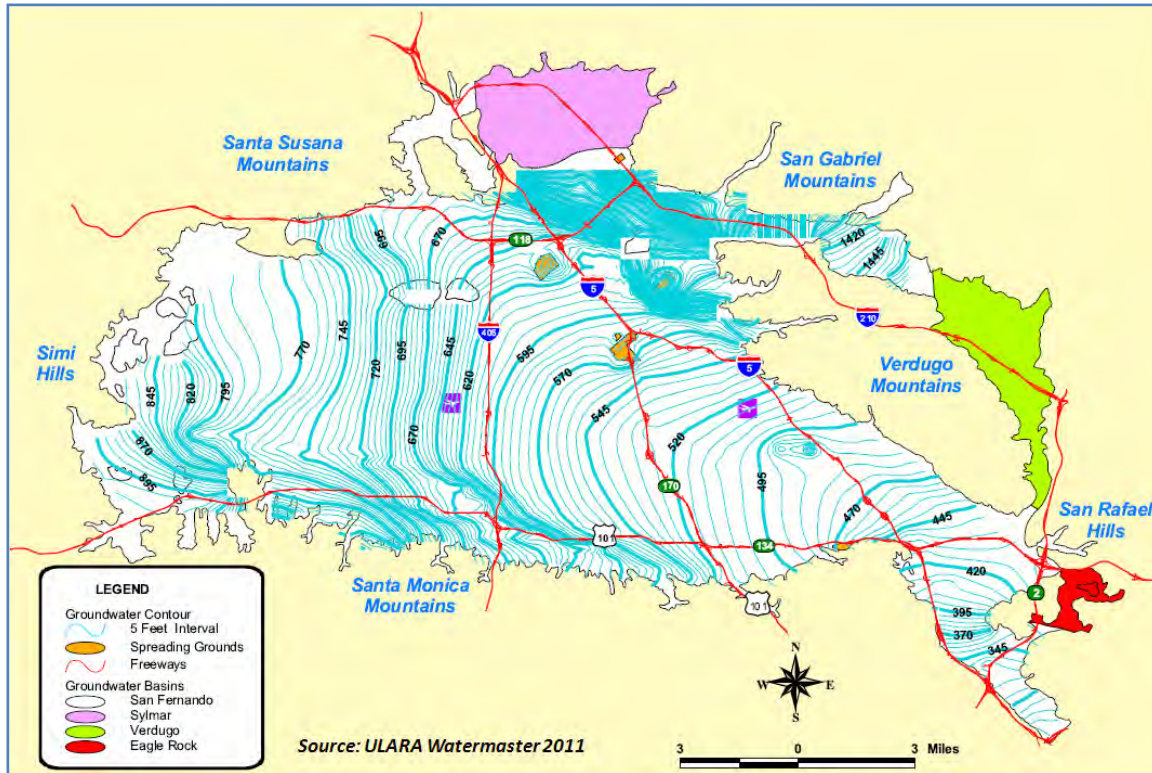 Santa Susana
Mountains
San Gabriel
Mountains
118
5
405
210
1420
1445
695
670
770
745
720
695
645
620
595
570
545
520
495
470
445
420
395
370
345
Simi
Hills
845
820
795
870
895
670
Verdugo
Mountains
5
170
101
134
101
2
San Rafael
Hills
Santa Monica
Mountains
LEGEND
Groundwater Contour
5 Feet Interval
Spreading Grounds
Freeways
Groundwater Basins
San Fernando
Sylmar
Verdugo
Eagle Rock
Source: ULARA Watermaster 2011
N
W E
S
3 0 3 Miles